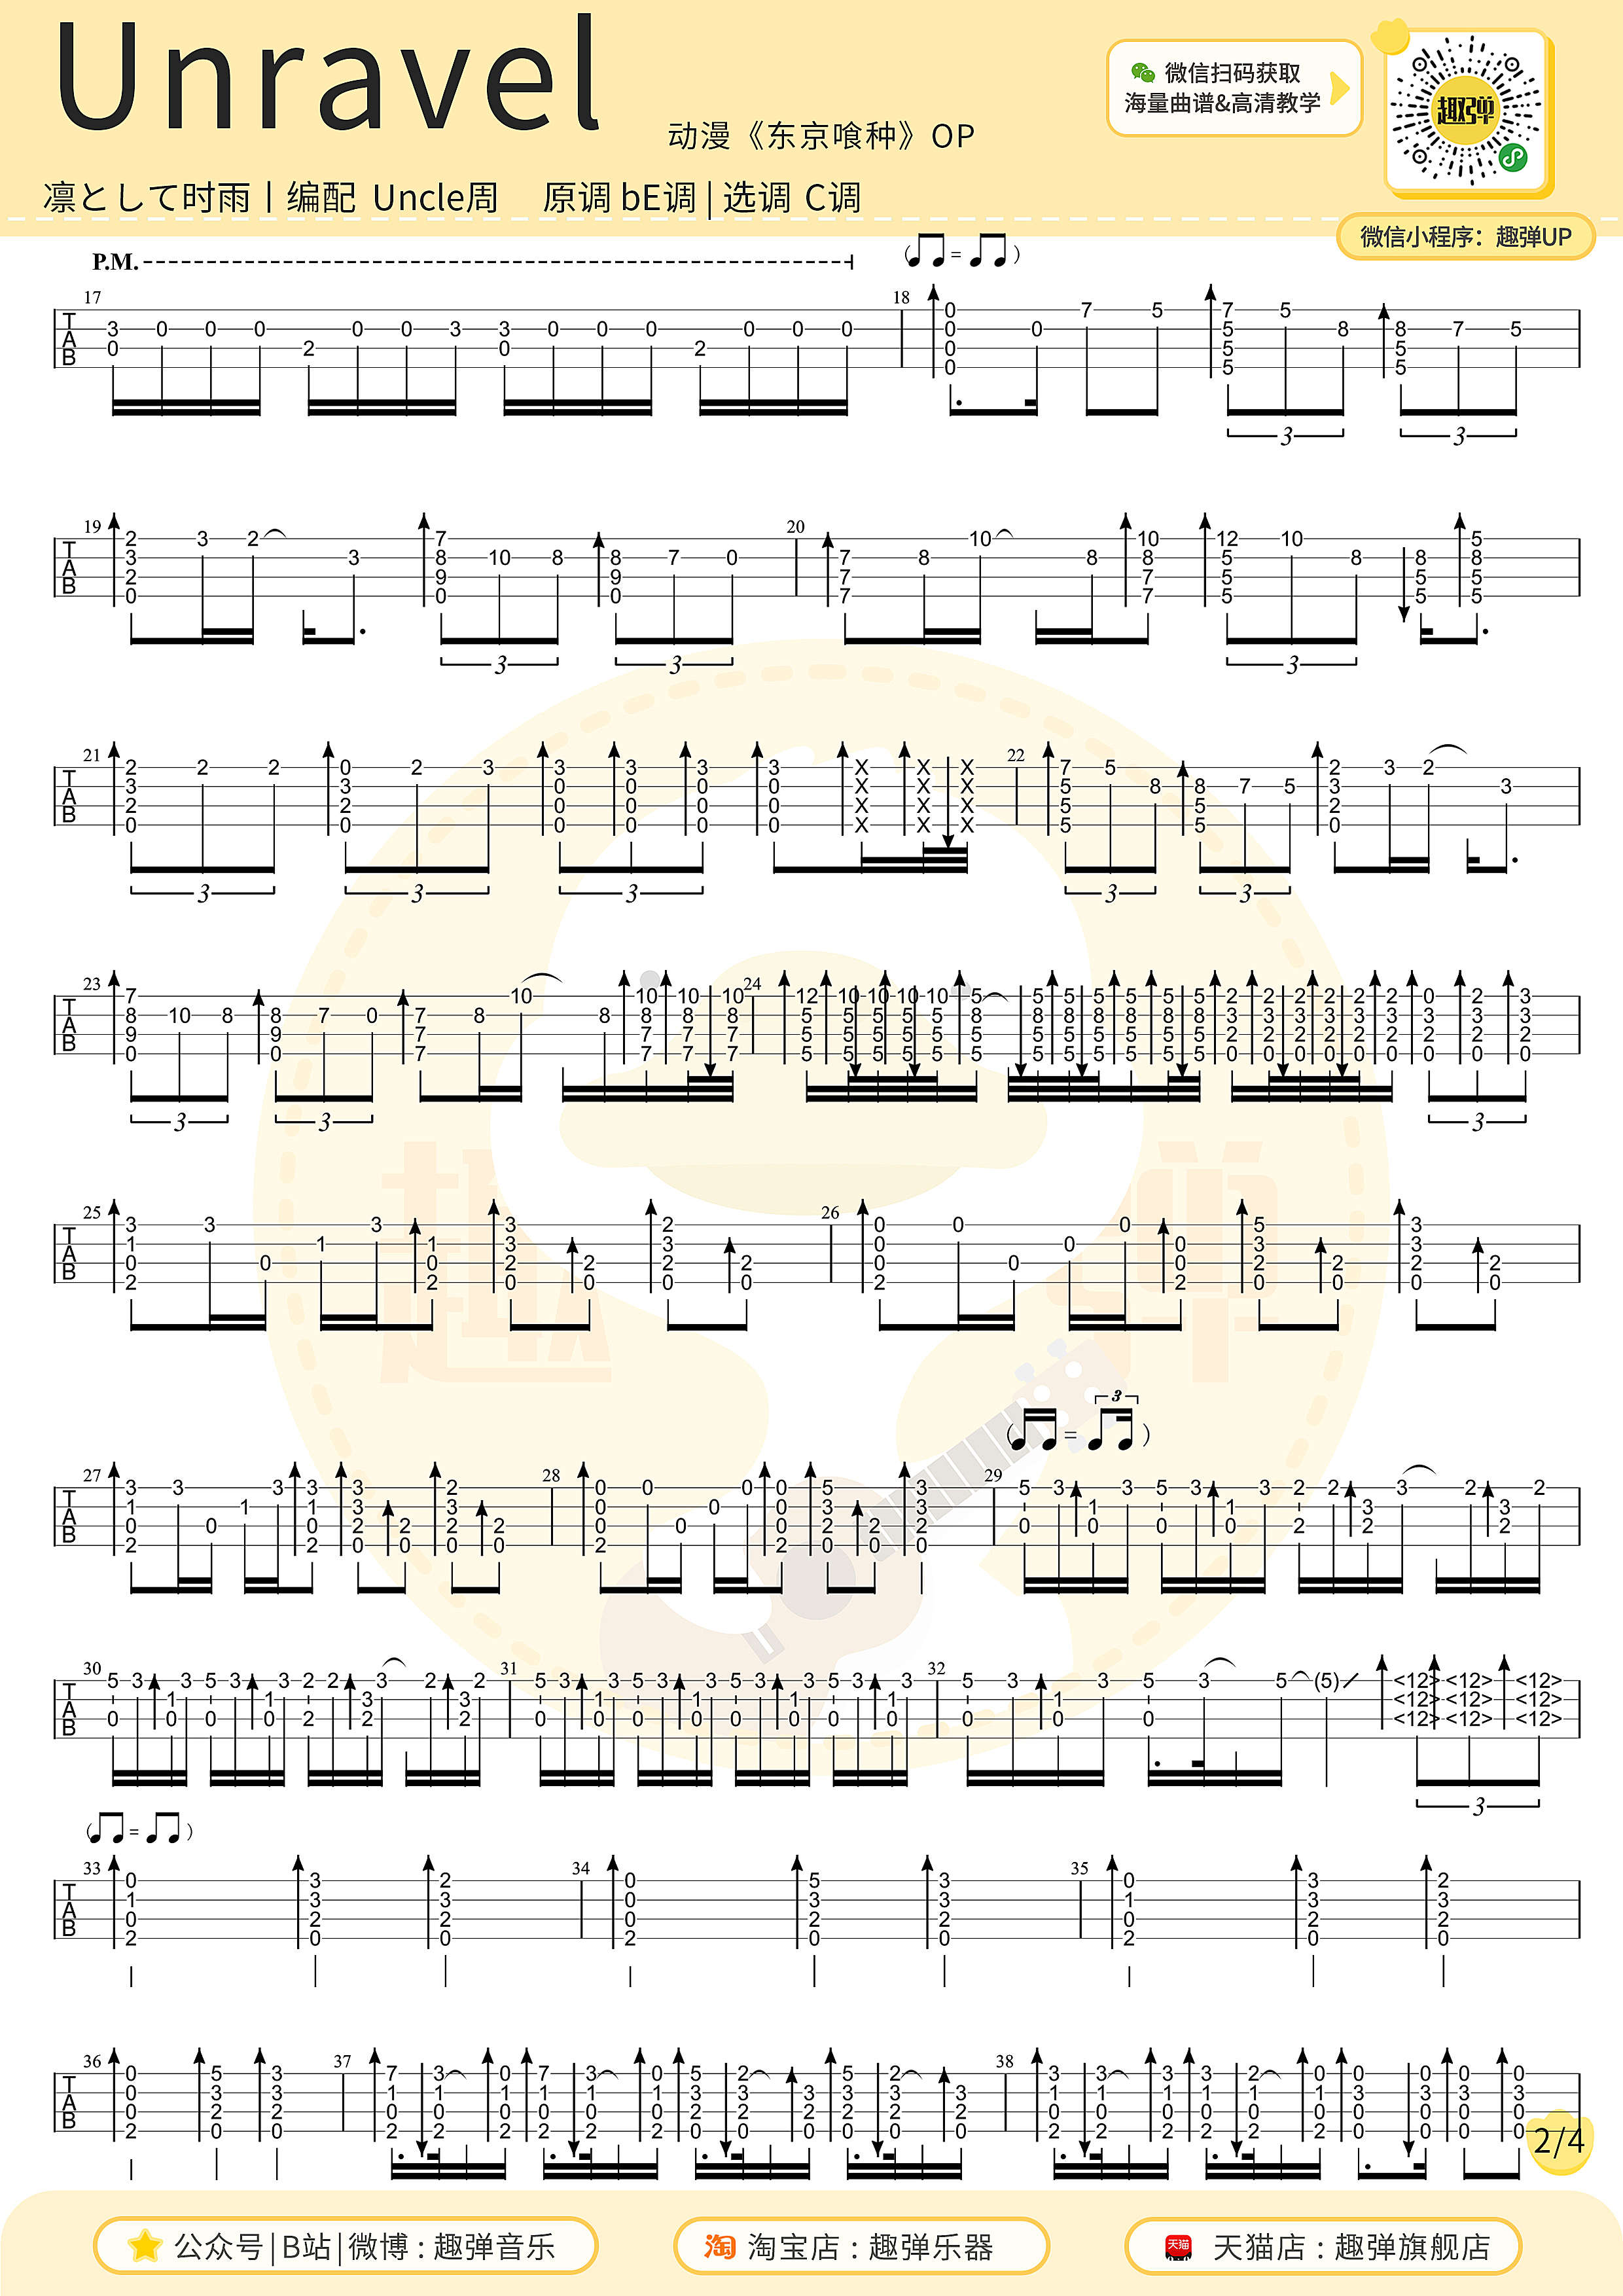 Unravel
动漫《东京喰种》OP
微信扫码获取
海量曲谱&高清教学
趣弹
凛として时雨丨编配 Uncle周 原调 bE调 | 选调 C调
微信小程序：趣弹UP
P.M.
17 18
19 20
21 22
23 24
25 26
27 28 29
30 31 32
33 34 35
36 37 38
2/4
公众号|B站|微博：趣弹音乐
淘 淘宝店：趣弹乐器
天猫 天猫店：趣弹旗舰店